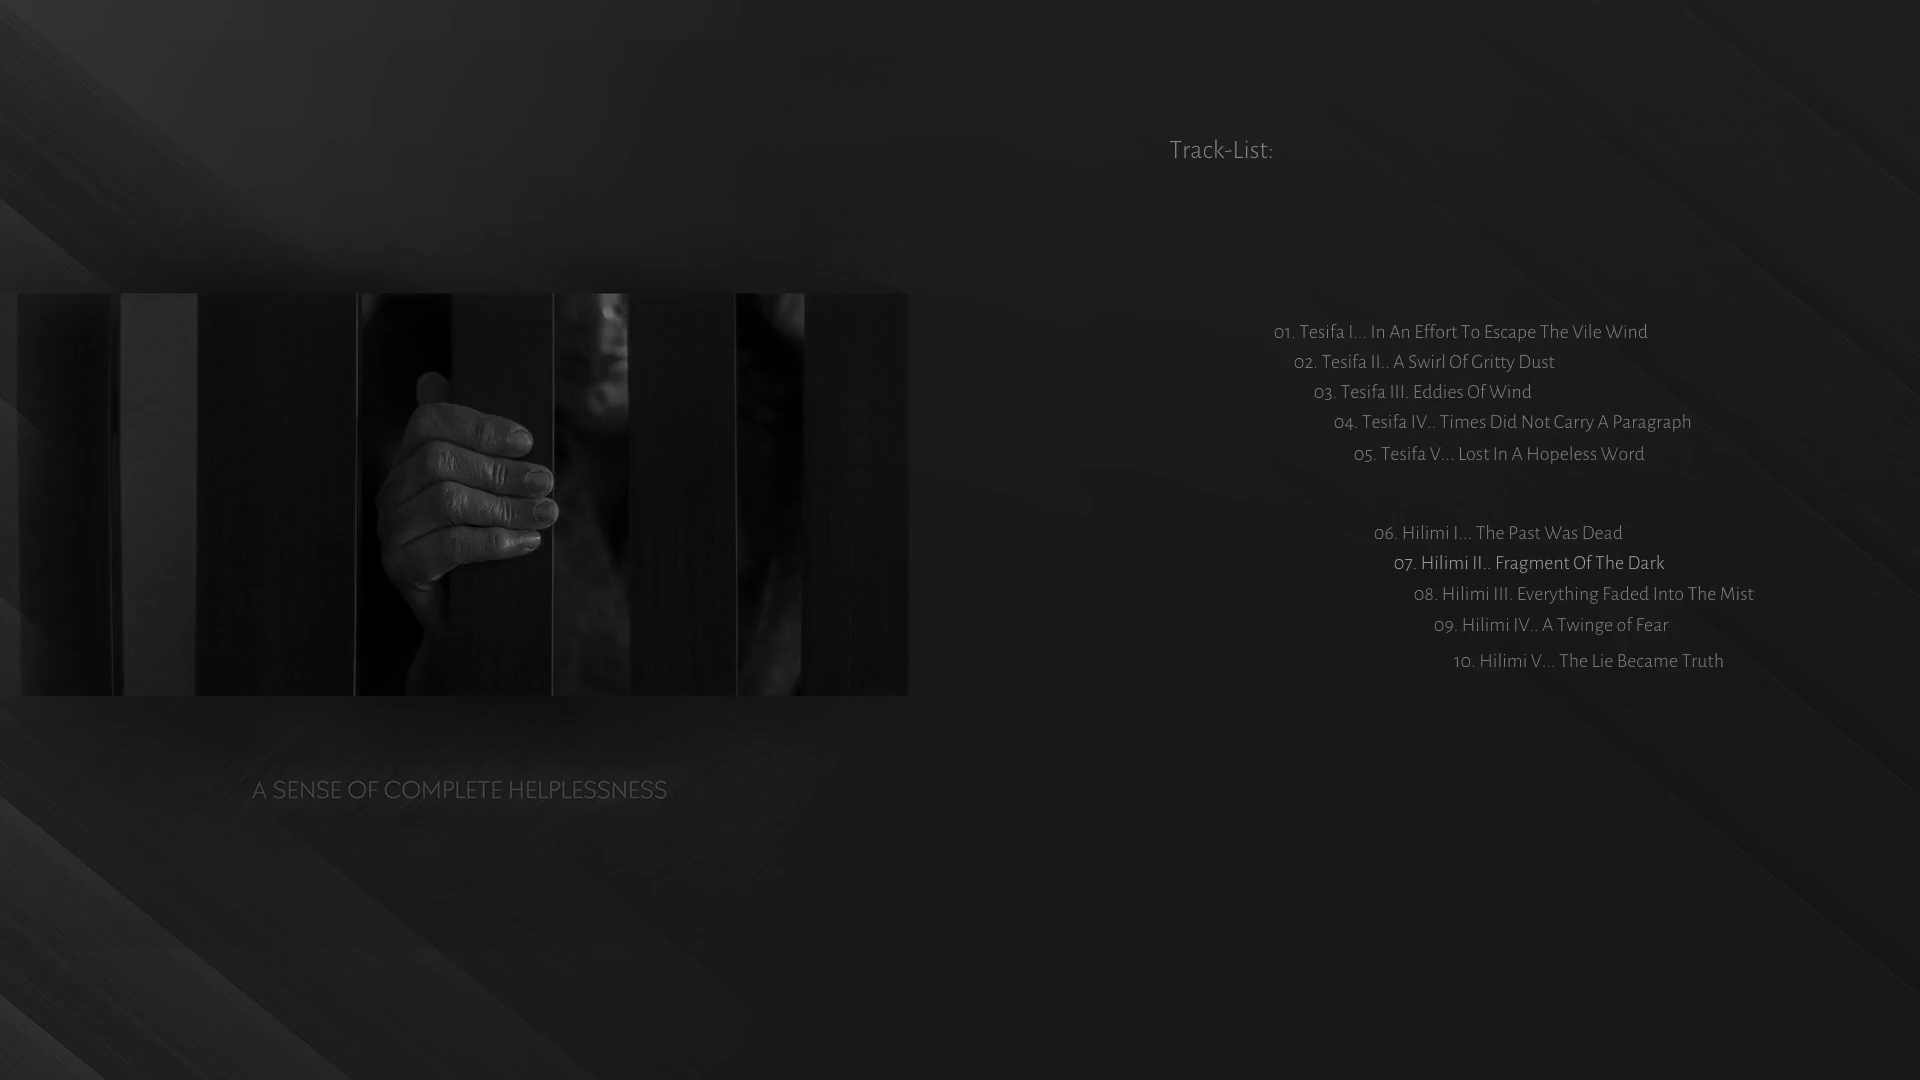 Track-List:
01. Tesifa I... In An Effort To Escape The Vile Wind
02. Tesifa II.. A Swirl Of Gritty Dust
03. Tesifa III. Eddies Of Wind
04. Tesifa IV.. Times Did Not Carry A Paragraph
05. Tesifa V... Lost In A Hopeless Word
06. Hilimi I... The Past Was Dead
07. Hilimi II.. Fragment Of The Dark
08. Hilimi III. Everything Faded Into The Mist
09. Hilimi IV.. A Twinge of Fear
10. Hilimi V... The Lie Became Truth
A SENSE OF COMPLETE HELPLESSNESS